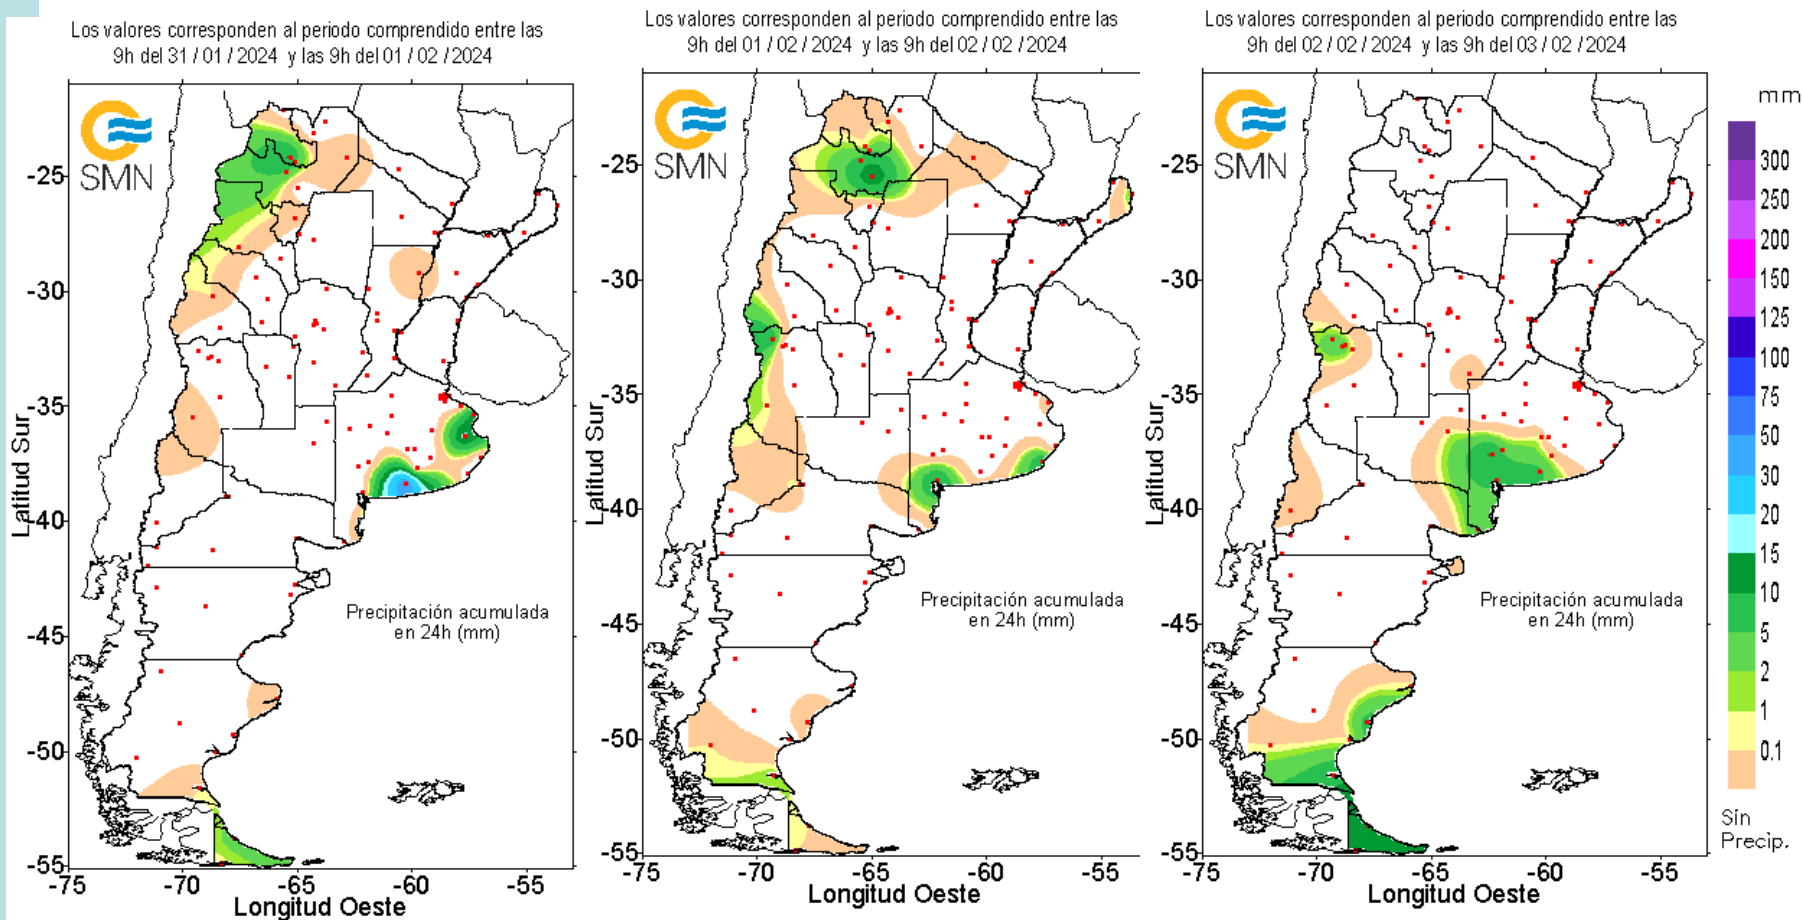 Los valores corresponden al periodo comprendido entre las
9h del 31 / 01 / 2024 y las 9h del 01 / 02 / 2024
SMN
Precipitación acumulada
en 24h (mm)
Latitud Sur
-25
-30
-35
-40
-45
-50
-55
-75
-70
-65
-60
-55
Longitud Oeste
Los valores corresponden al periodo comprendido entre las
9h del 01 / 02 / 2024 y las 9h del 02 / 02 / 2024
SMN
Precipitación acumulada
en 24h (mm)
Latitud Sur
-25
-30
-35
-40
-45
-50
-55
-75
-70
-65
-60
-55
Longitud Oeste
Los valores corresponden al periodo comprendido entre las
9h del 02 / 02 / 2024 y las 9h del 03 / 02 / 2024
SMN
Precipitación acumulada
en 24h (mm)
Latitud Sur
-25
-30
-35
-40
-45
-50
-55
-75
-70
-65
-60
-55
Longitud Oeste
mm
300
250
200
150
125
100
75
50
30
20
15
10
5
2
1
0.1
Sin
Precip.